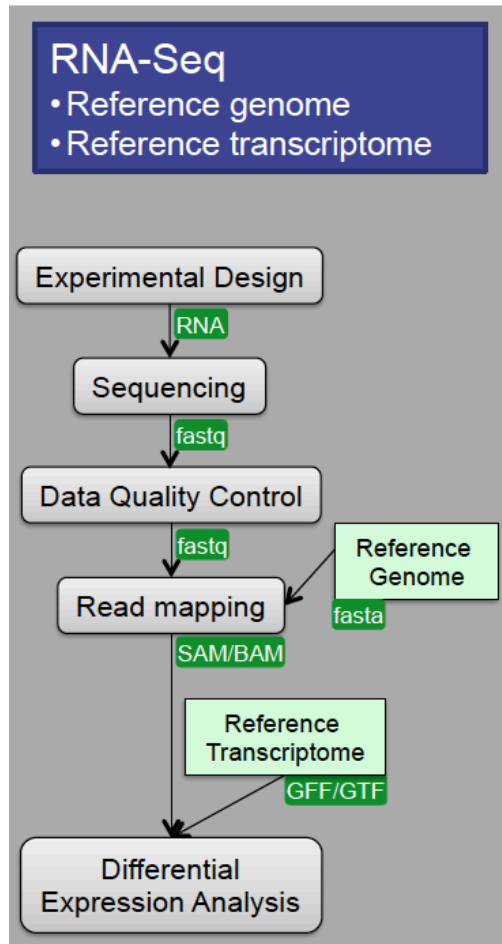 RNA-Seq
• Reference genome
• Reference transcriptome
Experimental Design
RNA
Sequencing
fastq
Data Quality Control
fastq
Reference
Genome
fasta
Read mapping
SAM/BAM
Reference
Transcriptome
GFF/GTF
Differential
Expression Analysis